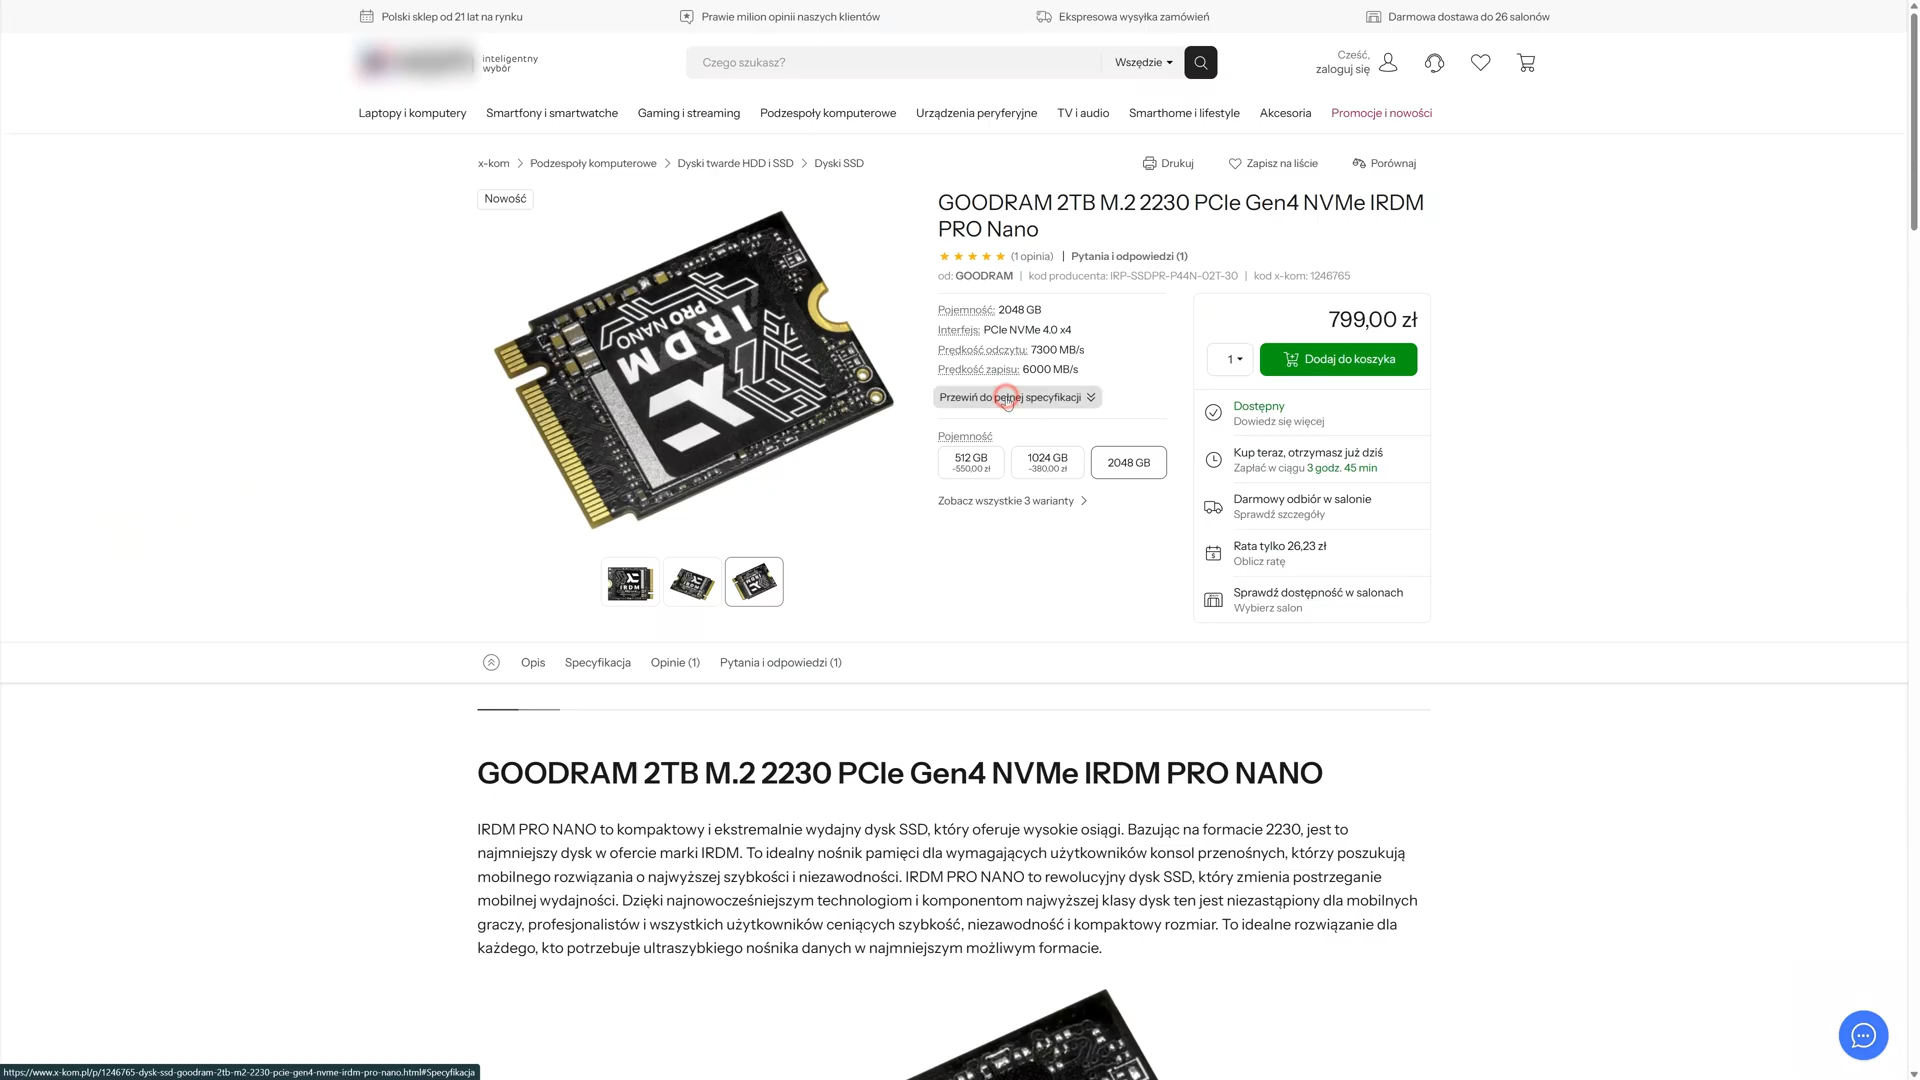 Polski sklep od 21 lat na rynku
Prawie milion opinii naszych klientów
Ekspresowa wysyłka zamówień
Darmowa dostawa do 26 salonów
inteligentny
wybór
Czego szukasz?
Wszędzie
Cześć,
zaloguj się
Laptopy i komputery
Smartfony i smartwatche
Gaming i streaming
Podzespoły komputerowe
Urządzenia peryferyjne
TV i audio
Smarthome i lifestyle
Akcesoria
Promocje i nowości
x-kom > Podzespoły komputerowe > Dyski twarde HDD i SSD > Dyski SSD
Drukuj
Zapisz na liście
Porównaj
Nowość
IRDM
PRO NANO
GOODRAM 2TB M.2 2230 PCIe Gen4 NVMe IRDM
PRO Nano
(1 opinia) | Pytania i odpowiedzi (1)
od: GOODRAM | kod producenta: IRP-SSDPR-P44N-02T-30 | kod x-kom: 1246765
Pojemność: 2048 GB
Interfejs: PCIe NVMe 4.0 x4
Prędkość odczytu: 7300 MB/s
Prędkość zapisu: 6000 MB/s
Przewiń do pełnej specyfikacji
Pojemność
512 GB
-550,00 zł
1024 GB
-380,00 zł
2048 GB
Zobacz wszystkie 3 warianty
799,00 zł
1
Dodaj do koszyka
Dostępny
Dowiedz się więcej
Kup teraz, otrzymasz już dziś
Zapłać w ciągu 3 godz. 45 min
Darmowy odbiór w salonie
Sprawdź szczegóły
Rata tylko 26,23 zł
Oblicz ratę
Sprawdź dostępność w salonach
Wybierz salon
Opis
Specyfikacja
Opinie (1)
Pytania i odpowiedzi (1)
GOODRAM 2TB M.2 2230 PCIe Gen4 NVMe IRDM PRO NANO
IRDM PRO NANO to kompaktowy i ekstremalnie wydajny dysk SSD, który oferuje wysokie osiągi. Bazując na formacie 2230, jest to
najmniejszy dysk w ofercie marki IRDM. To idealny nośnik pamięci dla wymagających użytkowników konsol przenośnych, którzy poszukują
mobilnego rozwiązania o najwyższej szybkości i niezawodności. IRDM PRO NANO to rewolucyjny dysk SSD, który zmienia postrzeganie
mobilnej wydajności. Dzięki najnowocześniejszym technologiom i komponentom najwyższej klasy dysk ten jest niezastąpiony dla mobilnych
graczy, profesjonalistów i wszystkich użytkowników ceniących szybkość, niezawodność i kompaktowy rozmiar. To idealne rozwiązanie dla
każdego, kto potrzebuje ultraszybkiego nośnika danych w najmniejszym możliwym formacie.
https://www.x-kom.pl/p/1246765-dysk-ssd-goodram-2tb-m2-2230-pcie-gen4-nvme-irdm-pro-nano.html#Specyfikacja